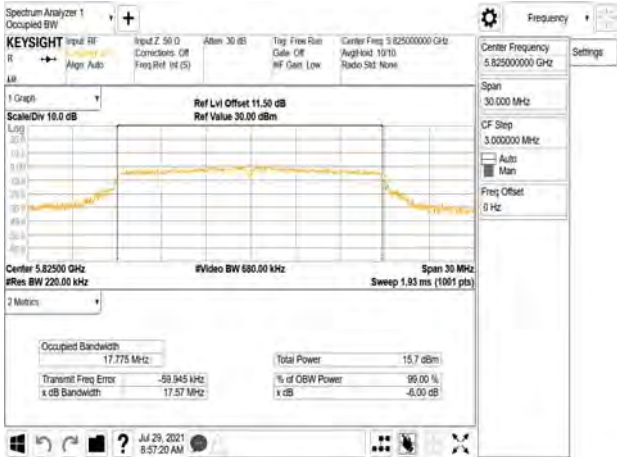 Spectrum Analyzer 1
Occupied BW
+
Frequency
KEYSIGHT
R
Input: RF
Align: Auto
Input Z: 50 Ω
Corrections: Off
Freq Ref: Int (S)
Atten: 30 dB
Trig: Free Run
Gate: Off
#IF Gain: Low
Center Freq: 5.825000000 GHz
Avg|Hold: 10/10
Radio Std: None
Center Frequency
5.825000000 GHz
Settings
Span
30.000 MHz
CF Step
3.000000 MHz
Auto
Man
Freq Offset
0 Hz
1 Graph
Scale/Div 10.0 dB
Ref Lvl Offset 11.50 dB
Ref Value 30.00 dBm
Log
Center 5.82500 GHz
#Res BW 220.00 kHz
#Video BW 680.00 kHz
Span 30 MHz
Sweep 1.93 ms (1001 pts)
2 Metrics
Occupied Bandwidth
17.775 MHz
Total Power
15.7 dBm
Transmit Freq Error
-59.945 kHz
% of OBW Power
99.00 %
x dB Bandwidth
17.57 MHz
x dB
-6.00 dB
?
Jul 29, 2021
8:57:20 AM